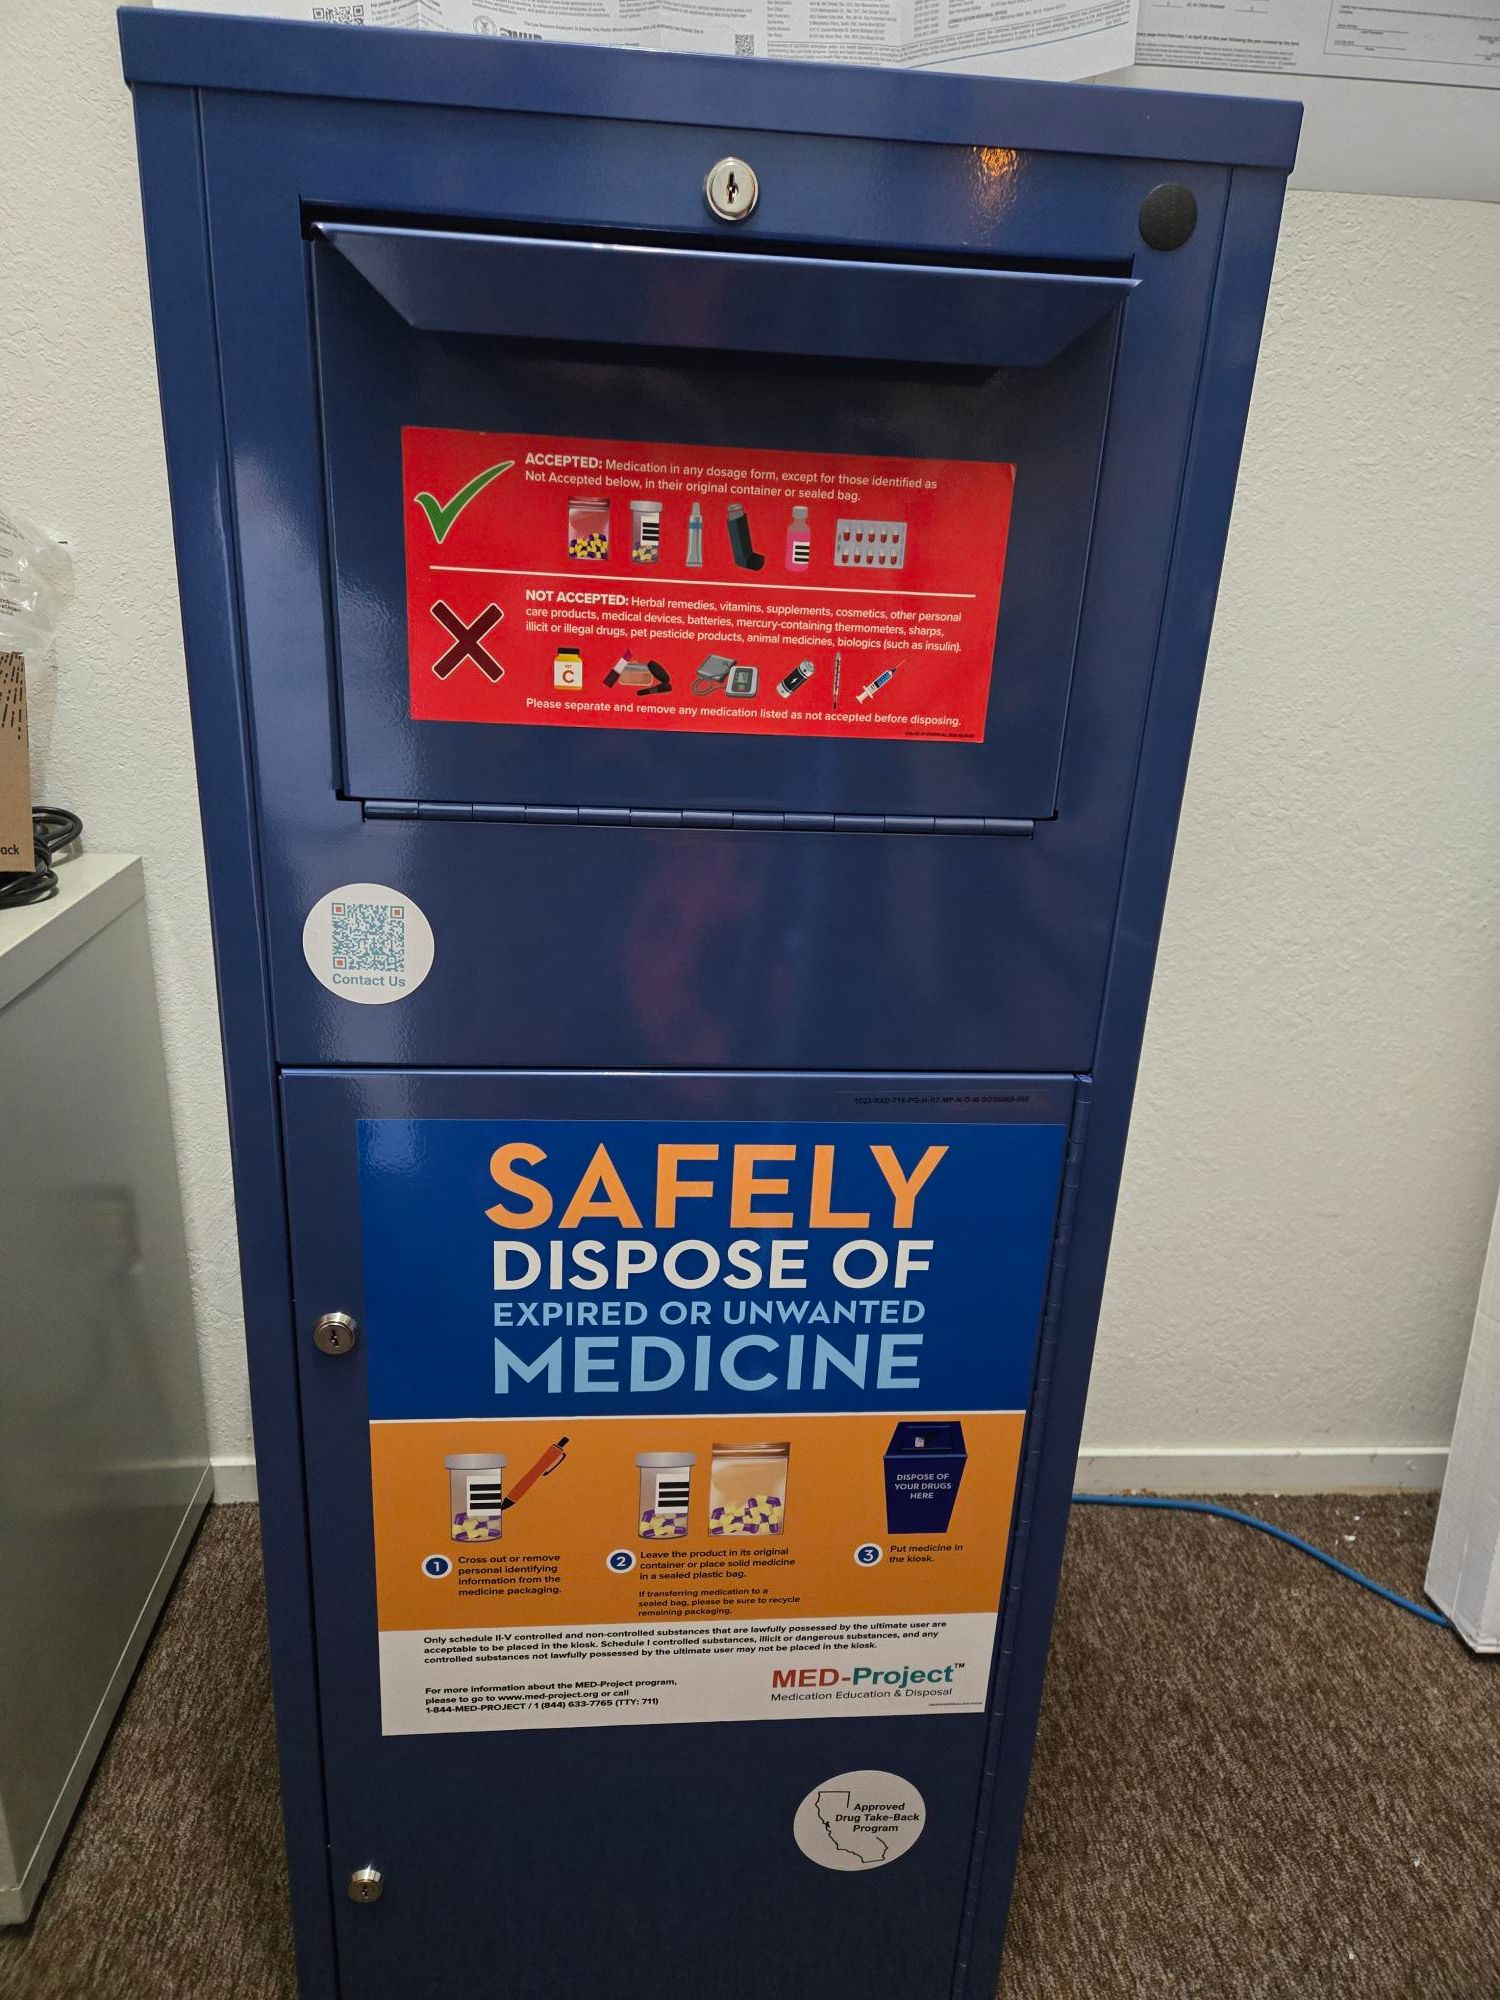 ACCEPTED: Medication in any dosage form, except for those identified as
Not Accepted below, in their original container or sealed bag.
NOT ACCEPTED: Herbal remedies, vitamins, supplements, cosmetics, other personal
care products, medical devices, batteries, mercury-containing thermometers, sharps,
illicit or illegal drugs, pet pesticide products, animal medicines, biologics (such as insulin).
VIT
C
Please separate and remove any medication listed as not accepted before disposing.
ack
Contact Us
SAFELY
DISPOSE OF
EXPIRED OR UNWANTED
MEDICINE
DISPOSE OF
YOUR DRUGS
HERE
1 Cross out or remove
personal identifying
information from the
medicine packaging.
2 Leave the product in its original
container or place solid medicine
in a sealed plastic bag.
If transferring medication to a
sealed bag, please be sure to recycle
remaining packaging.
3 Put medicine in
the kiosk.
Only schedule II-V controlled and non-controlled substances that are lawfully possessed by the ultimate user are
acceptable to be placed in the kiosk. Schedule I controlled substances, illicit or dangerous substances, and any
controlled substances not lawfully possessed by the ultimate user may not be placed in the kiosk.
For more information about the MED-Project program,
please to go to www.med-project.org or call
1-844-MED-PROJECT / 1 (844) 633-7765 (TTY: 711)
MED-Project™
Medication Education & Disposal
Approved
Drug Take-Back
Program